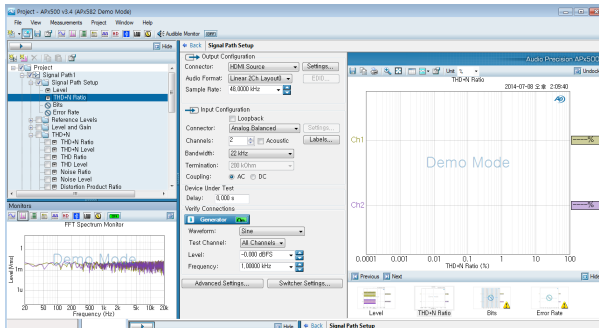 Project - APx500 v3.4 (APx582 Demo Mode)
File View Measurements Project Window Help
Audible Monitor
Hide
Project
Signal Path1
Signal Path Setup
Level
THD+N Ratio
Bits
Error Rate
Reference Levels
Level and Gain
THD+N
THD+N Ratio
THD+N Level
THD Ratio
THD Level
Noise Ratio
Noise Level
Distortion Product Ratio
Monitors
FFT Spectrum Monitor
Demo Mode
Level (Vrms)
1
1m
1u
20 50 100 200 500 1k 2k 5k 10k 20k
Frequency (Hz)
Back Signal Path Setup
Output Configuration
Connector: HDMI Source Settings...
Audio Format: Linear 2Ch Layout0
Sample Rate: 48.0000 kHz
Input Configuration
Loopback
Connector: Analog Balanced Settings...
Channels: 2 Acoustic Labels...
Bandwidth: 22 kHz
Termination: 200 kOhm
Coupling: AC DC
Device Under Test
Delay: 0.000 s
Verify Connections
Generator
Waveform: Sine
Test Channel: All Channels
Level: -0.000 dBFS
Frequency: 1.00000 kHz
Advanced Settings... Switcher Settings...
Audio Precision APx500
Unit % Undock
THD+N Ratio
2014-07-08 오후 2:09:40
Ch1
-----%
Demo Mode
Ch2
-----%
0.0001 0.001 0.01 0.1 1 10 100
THD+N Ratio (%)
Previous Next Hide
Level THD+N Ratio Bits Error Rate
Hide Back Signal Path Setup